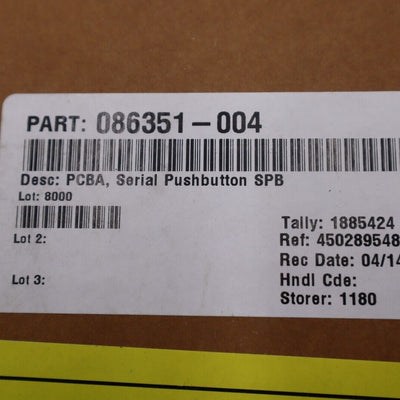 PART: 086351-004
Desc: PCBA, Serial Pushbutton SPB
Lot: 8000
Lot 2:
Lot 3:
Tally: 1885424
Ref: 450289548
Rec Date: 04/14
Hndl Cde:
Storer: 1180